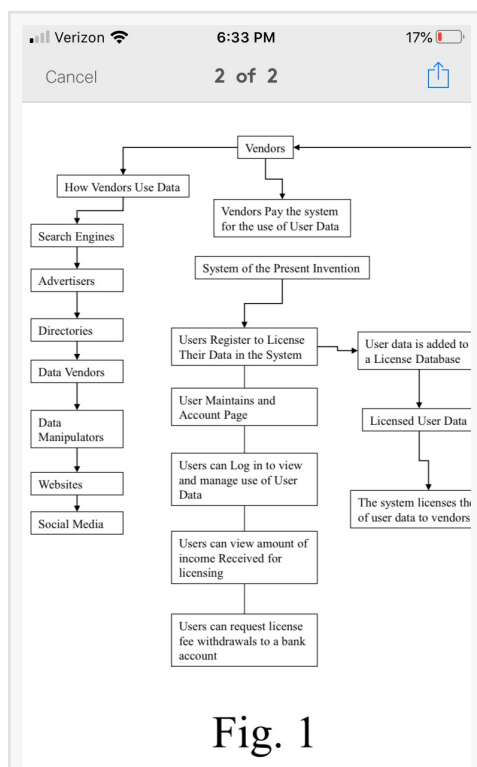 Verizon
6:33 PM
17%
Cancel
2 of 2
Vendors
How Vendors Use Data
Vendors Pay the system
for the use of User Data
Search Engines
Advertisers
Directories
Data Vendors
Data
Manipulators
Websites
Social Media
System of the Present Invention
Users Register to License
Their Data in the System
User Maintains and
Account Page
Users can Log in to view
and manage use of User
Data
Users can view amount of
income Received for
licensing
Users can request license
fee withdrawals to a bank
account
User data is added to
a License Database
Licensed User Data
The system licenses the
of user data to vendors
Fig. 1